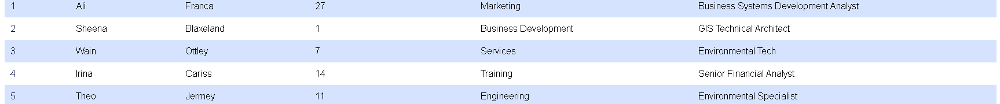 1 Ali Franca 27 Marketing Business Systems Development Analyst
2 Sheena Blaxeland 1 Business Development GIS Technical Architect
3 Wain Ottley 7 Services Environmental Tech
4 Irina Cariss 14 Training Senior Financial Analyst
5 Theo Jermey 11 Engineering Environmental Specialist